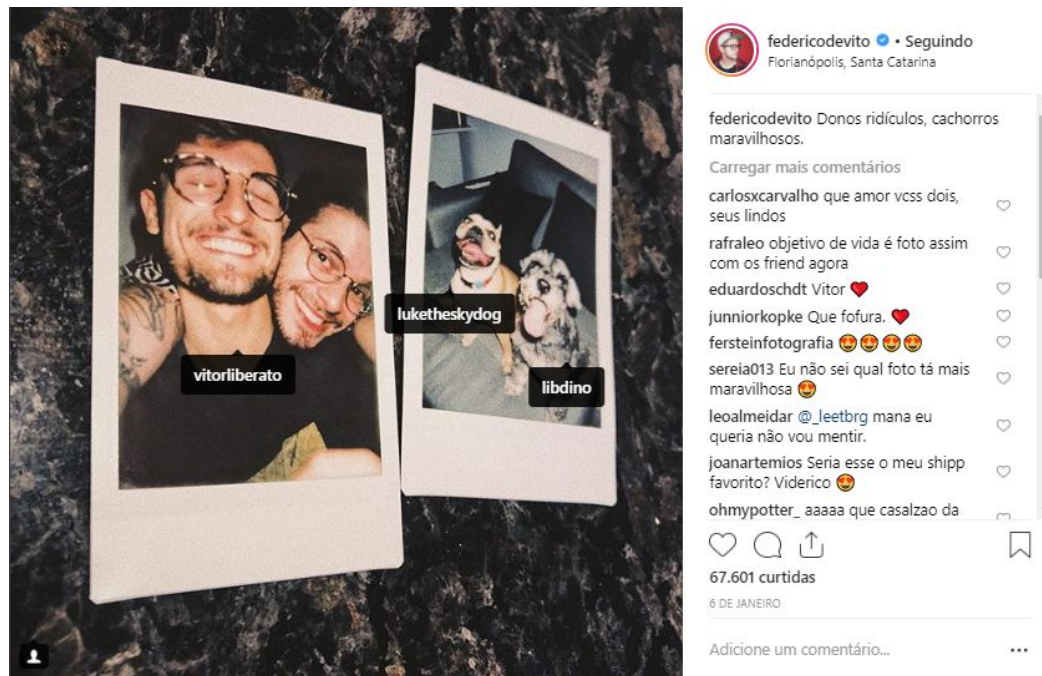 vitorliberato
luketheskydog
libdino
federicodevito • Seguindo
Florianópolis, Santa Catarina
federicodevito Donos ridículos, cachorros
maravilhosos.
Carregar mais comentários
carlosxcarvalho que amor vcss dois,
seus lindos
rafraleo objetivo de vida é foto assim
com os friend agora
eduardoschdt Vitor ❤️
junniorkopke Que fofura. ❤️
fersteinfotografia 😍😍😍😍
sereia013 Eu não sei qual foto tá mais
maravilhosa 😍
leoalmeidar @_leetbrg mana eu
queria não vou mentir.
joanartemios Seria esse o meu shipp
favorito? Viderico 😍
ohmypotter_ aaaaa que casalzao da
67.601 curtidas
6 DE JANEIRO
Adicione um comentário...